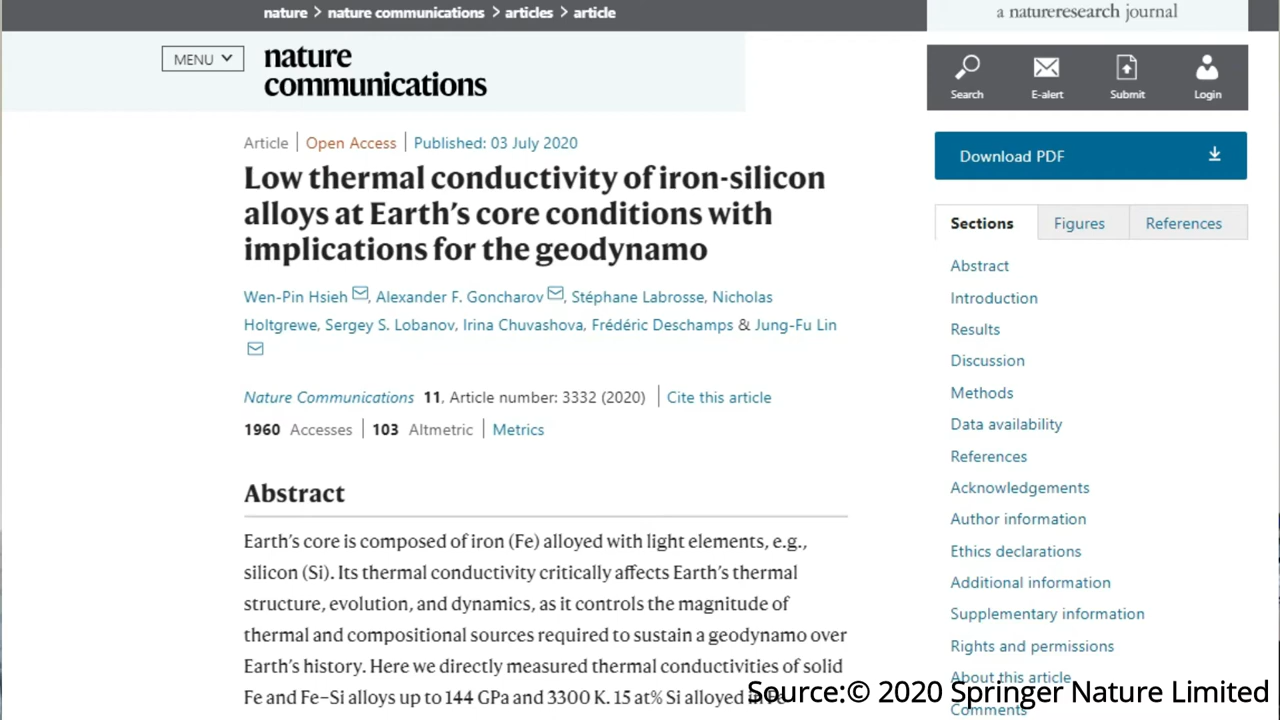 nature > nature communications > articles > article
a natureresearch journal
MENU
nature
communications
Search
E-alert
Submit
Login
Article | Open Access | Published: 03 July 2020
Low thermal conductivity of iron-silicon
alloys at Earth’s core conditions with
implications for the geodynamo
Wen-Pin Hsieh, Alexander F. Goncharov, Stéphane Labrosse, Nicholas
Holtgrewe, Sergey S. Lobanov, Irina Chuvashova, Frédéric Deschamps & Jung-Fu Lin
Nature Communications 11, Article number: 3332 (2020) | Cite this article
1960 Accesses | 103 Altmetric | Metrics
Abstract
Earth’s core is composed of iron (Fe) alloyed with light elements, e.g.,
silicon (Si). Its thermal conductivity critically affects Earth’s thermal
structure, evolution, and dynamics, as it controls the magnitude of
thermal and compositional sources required to sustain a geodynamo over
Earth’s history. Here we directly measured thermal conductivities of solid
Fe and Fe–Si alloys up to 144 GPa and 3300 K. 15 at% Si alloyed in Fe
Download PDF
Sections
Figures
References
Abstract
Introduction
Results
Discussion
Methods
Data availability
References
Acknowledgements
Author information
Ethics declarations
Additional information
Supplementary information
Rights and permissions
About this article
Comments
Source:© 2020 Springer Nature Limited